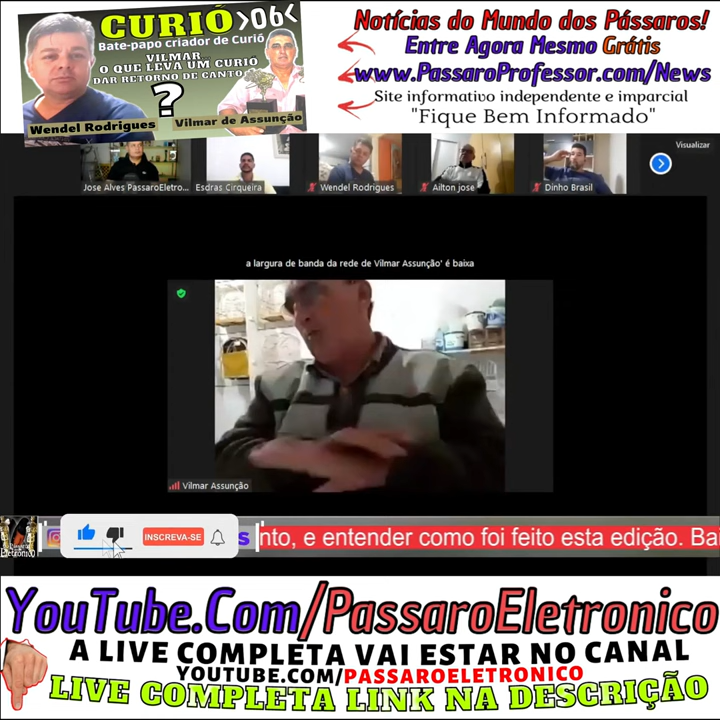 CURIÓ >06<
Bate-papo criador de Curió
VILMAR
O QUE LEVA UM CURIO
DAR RETORNO DE CANTO
?
Wendel Rodrigues
Vilmar de Assunção
Notícias do Mundo dos Pássaros!
Entre Agora Mesmo Grátis
www.PassaroProfessor.com/News
Site informativo independente e imparcial
"Fique Bem Informado"
Visualizar
Jose Alves PassaroEletro...
Esdras Cirqueira
Wendel Rodrigues
Ailton jose
Dinho Brasil
a largura de banda da rede de Vilmar Assunção' é baixa
Vilmar Assunção
Eletrônico
INSCREVA-SE
s
nto, e entender como foi feito esta edição. Bai
YouTube.Com/PassaroEletronico
A LIVE COMPLETA VAI ESTAR NO CANAL
YOUTUBE.COM/PASSAROELETRONICO
LIVE COMPLETA LINK NA DESCRIÇÃO